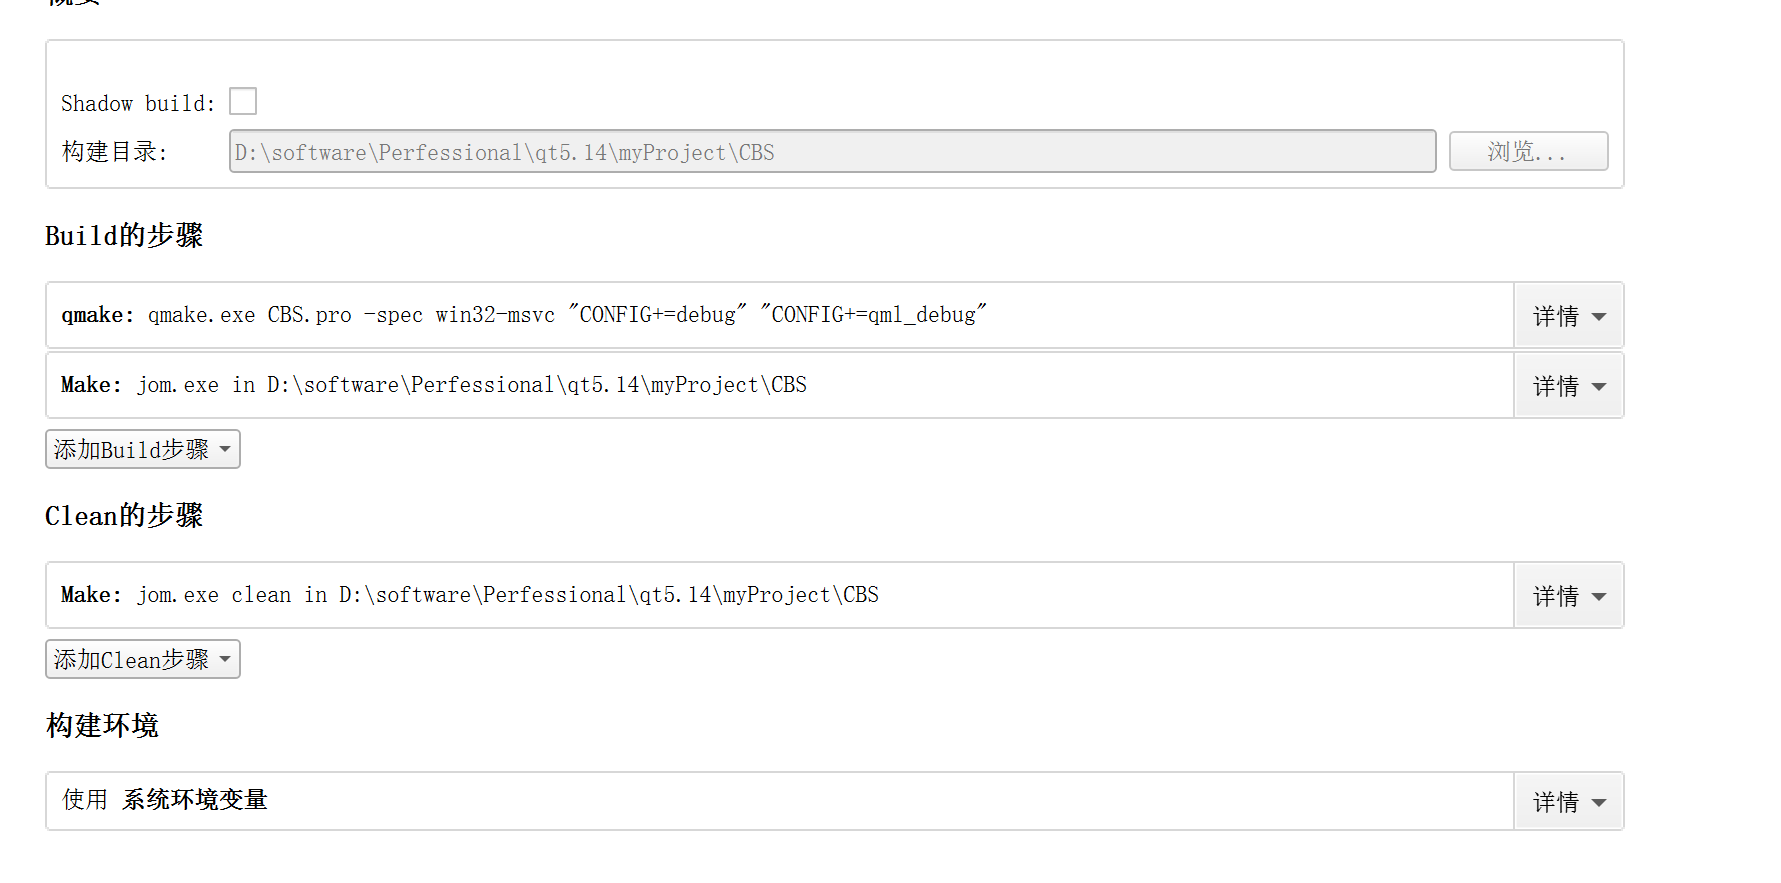 Shadow build:
构建目录: D:\software\Perfessional\qt5.14\myProject\CBS 浏览...
Build的步骤
qmake: qmake.exe CBS.pro -spec win32-msvc "CONFIG+=debug" "CONFIG+=qml_debug" 详情
Make: jom.exe in D:\software\Perfessional\qt5.14\myProject\CBS 详情
添加Build步骤
Clean的步骤
Make: jom.exe clean in D:\software\Perfessional\qt5.14\myProject\CBS 详情
添加Clean步骤
构建环境
使用 系统环境变量 详情